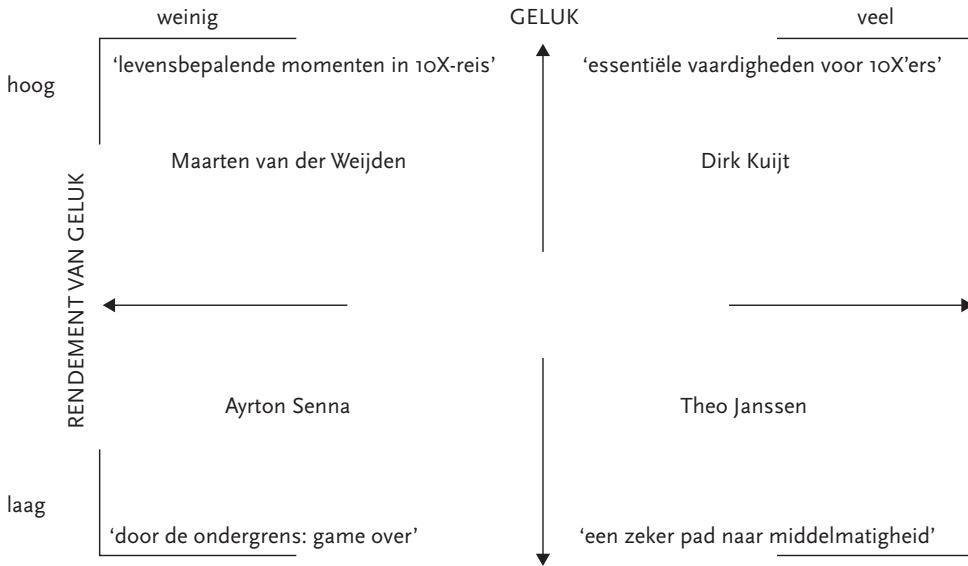 weinig GELUK veel
hoog
‘levensbepalende momenten in 10X-reis’ ‘essentiële vaardigheden voor 10X’ers’
Maarten van der Weijden Dirk Kuijt
RENDEMENT VAN GELUK
Ayrton Senna Theo Janssen
laag
‘door de ondergrens: game over’ ‘een zeker pad naar middelmatigheid’